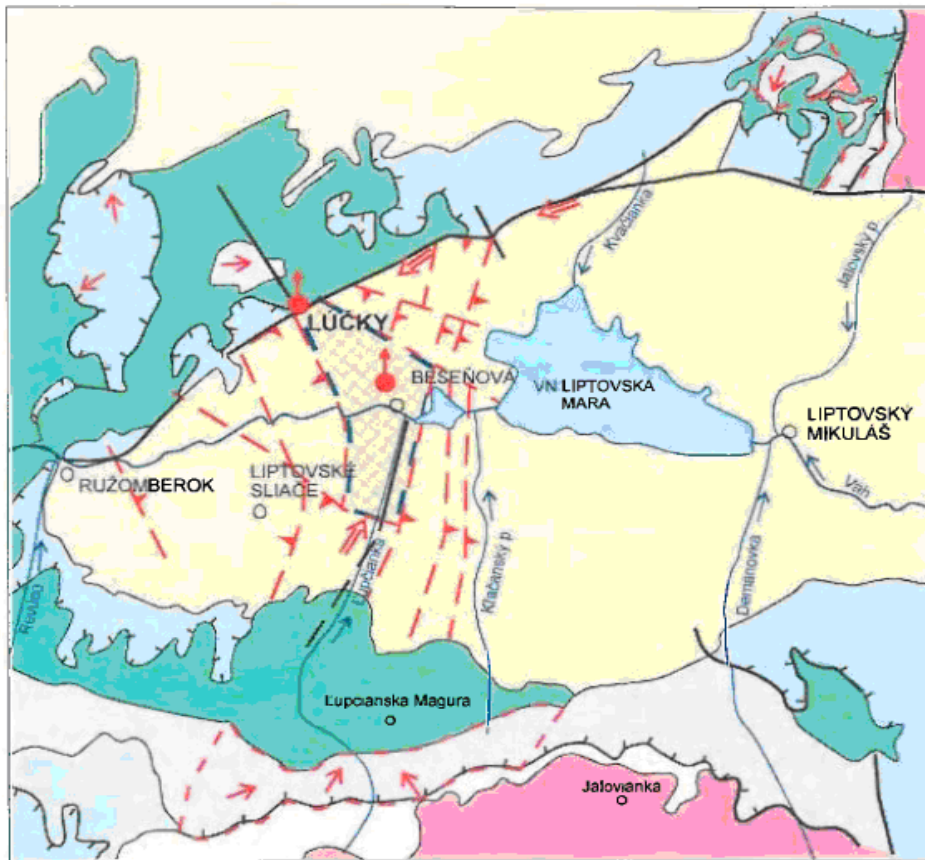 Kvačianka
Jalovský p.
LÚČKY
BEŠEŇOVÁ
VN LIPTOVSKÁ
MARA
LIPTOVSKÝ
MIKULÁŠ
RUŽOMBEROK
LIPTOVSKÉ
SLIAČE
Váh
Revúca
Ľupčianka
Kľačanský p.
Demänovka
Ľupčianska Magura
Jalovianka